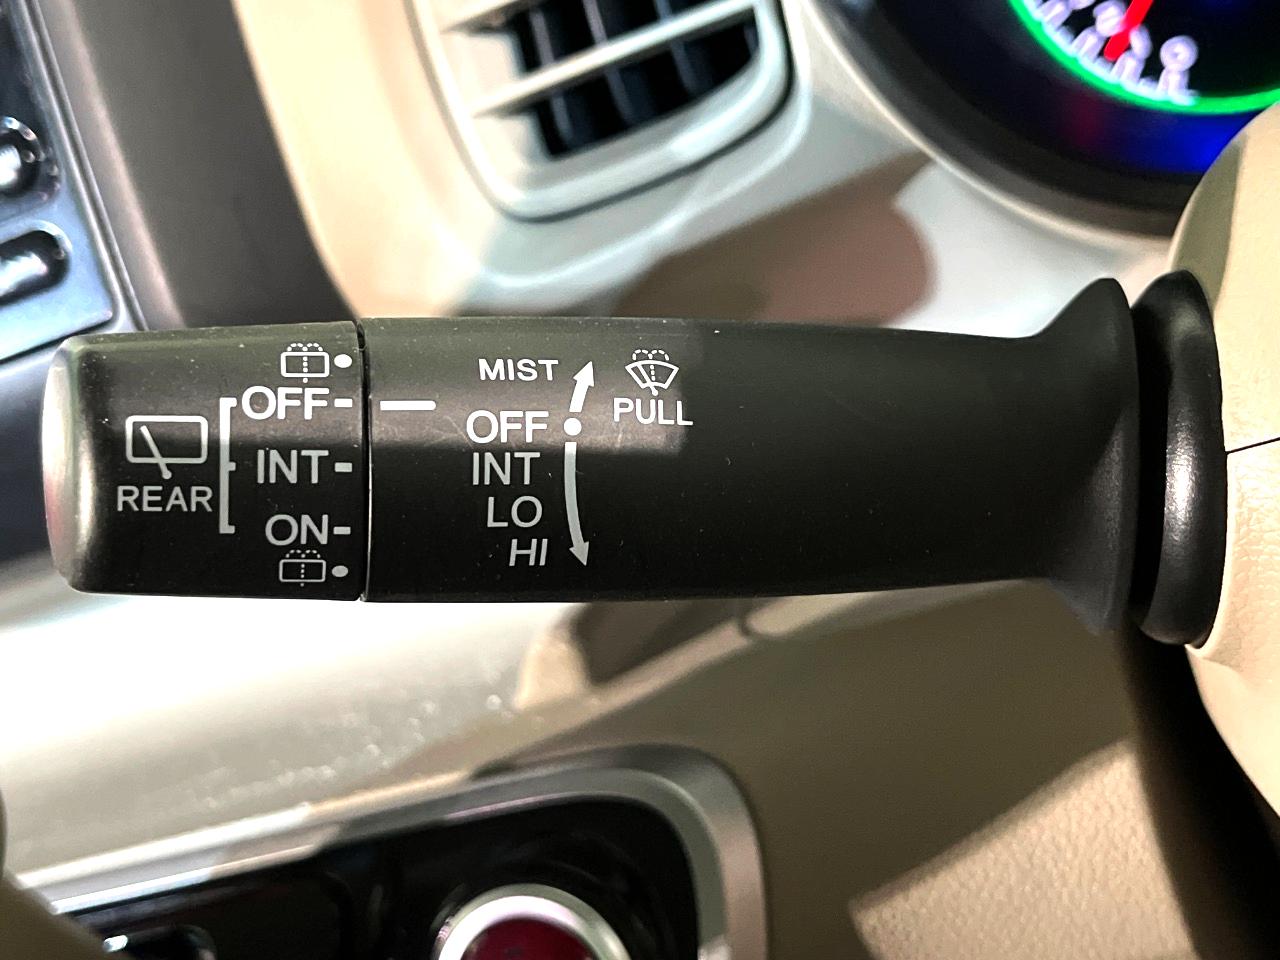 REAR
OFF
INT
ON
MIST
OFF
INT
LO
HI
PULL